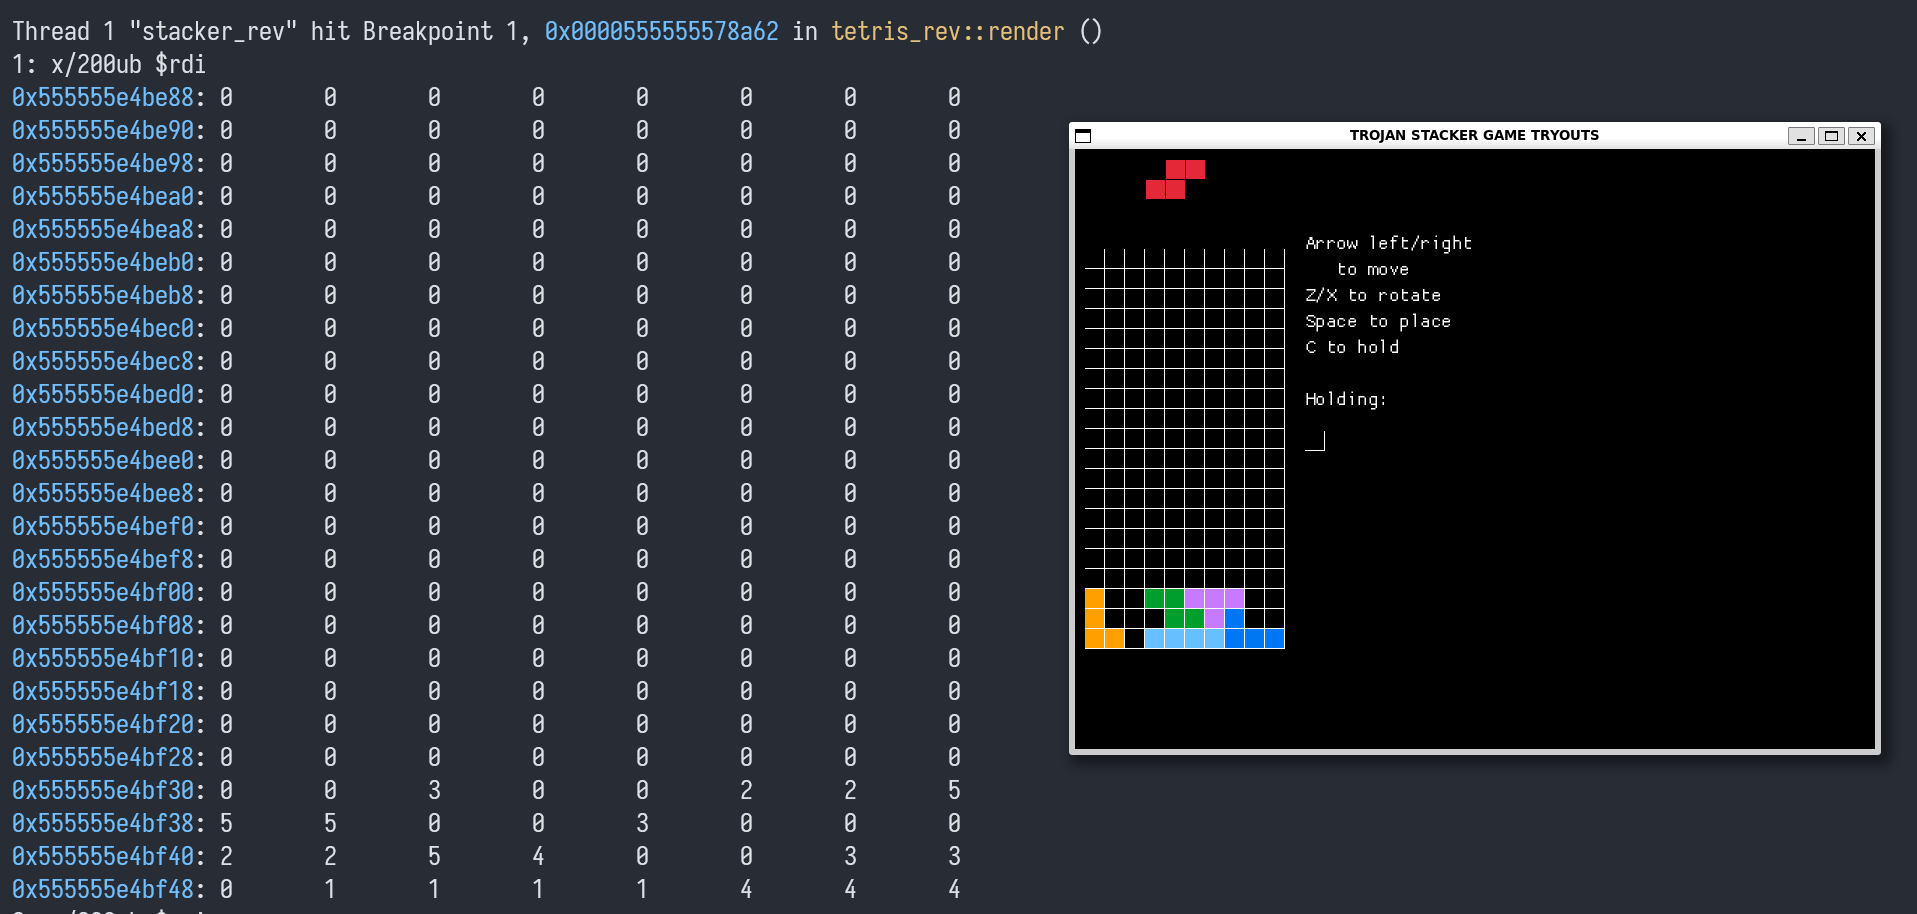 Thread 1 "stacker_rev" hit Breakpoint 1, 0x0000555555578a62 in tetris_rev::render ()
1: x/200ub $rdi
0x555555e4be88: 0 0 0 0 0 0 0 0
0x555555e4be90: 0 0 0 0 0 0 0 0
0x555555e4be98: 0 0 0 0 0 0 0 0
0x555555e4bea0: 0 0 0 0 0 0 0 0
0x555555e4bea8: 0 0 0 0 0 0 0 0
0x555555e4beb0: 0 0 0 0 0 0 0 0
0x555555e4beb8: 0 0 0 0 0 0 0 0
0x555555e4bec0: 0 0 0 0 0 0 0 0
0x555555e4bec8: 0 0 0 0 0 0 0 0
0x555555e4bed0: 0 0 0 0 0 0 0 0
0x555555e4bed8: 0 0 0 0 0 0 0 0
0x555555e4bee0: 0 0 0 0 0 0 0 0
0x555555e4bee8: 0 0 0 0 0 0 0 0
0x555555e4bef0: 0 0 0 0 0 0 0 0
0x555555e4bef8: 0 0 0 0 0 0 0 0
0x555555e4bf00: 0 0 0 0 0 0 0 0
0x555555e4bf08: 0 0 0 0 0 0 0 0
0x555555e4bf10: 0 0 0 0 0 0 0 0
0x555555e4bf18: 0 0 0 0 0 0 0 0
0x555555e4bf20: 0 0 0 0 0 0 0 0
0x555555e4bf28: 0 0 0 0 0 0 0 0
0x555555e4bf30: 0 0 3 0 0 2 2 5
0x555555e4bf38: 5 5 0 0 3 0 0 0
0x555555e4bf40: 2 2 5 4 0 0 3 3
0x555555e4bf48: 0 1 1 1 1 4 4 4
TROJAN STACKER GAME TRYOUTS
Arrow left/right
to move
Z/X to rotate
Space to place
C to hold
Holding: